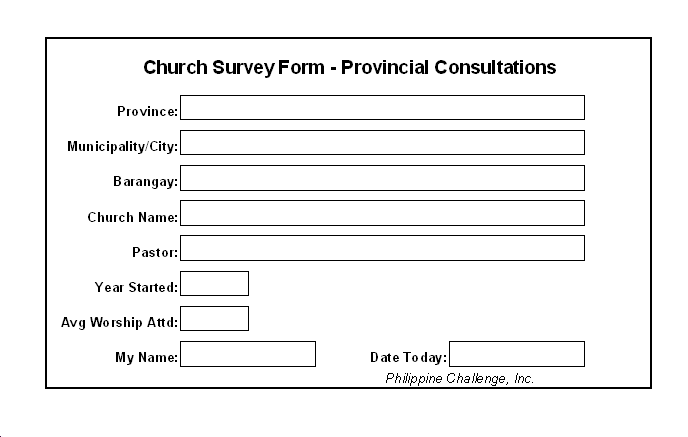 Church Survey Form - Provincial Consultations
Province:
Municipality/City:
Barangay:
Church Name:
Pastor:
Year Started:
Avg Worship Attd:
My Name: Date Today:
Philippine Challenge, Inc.